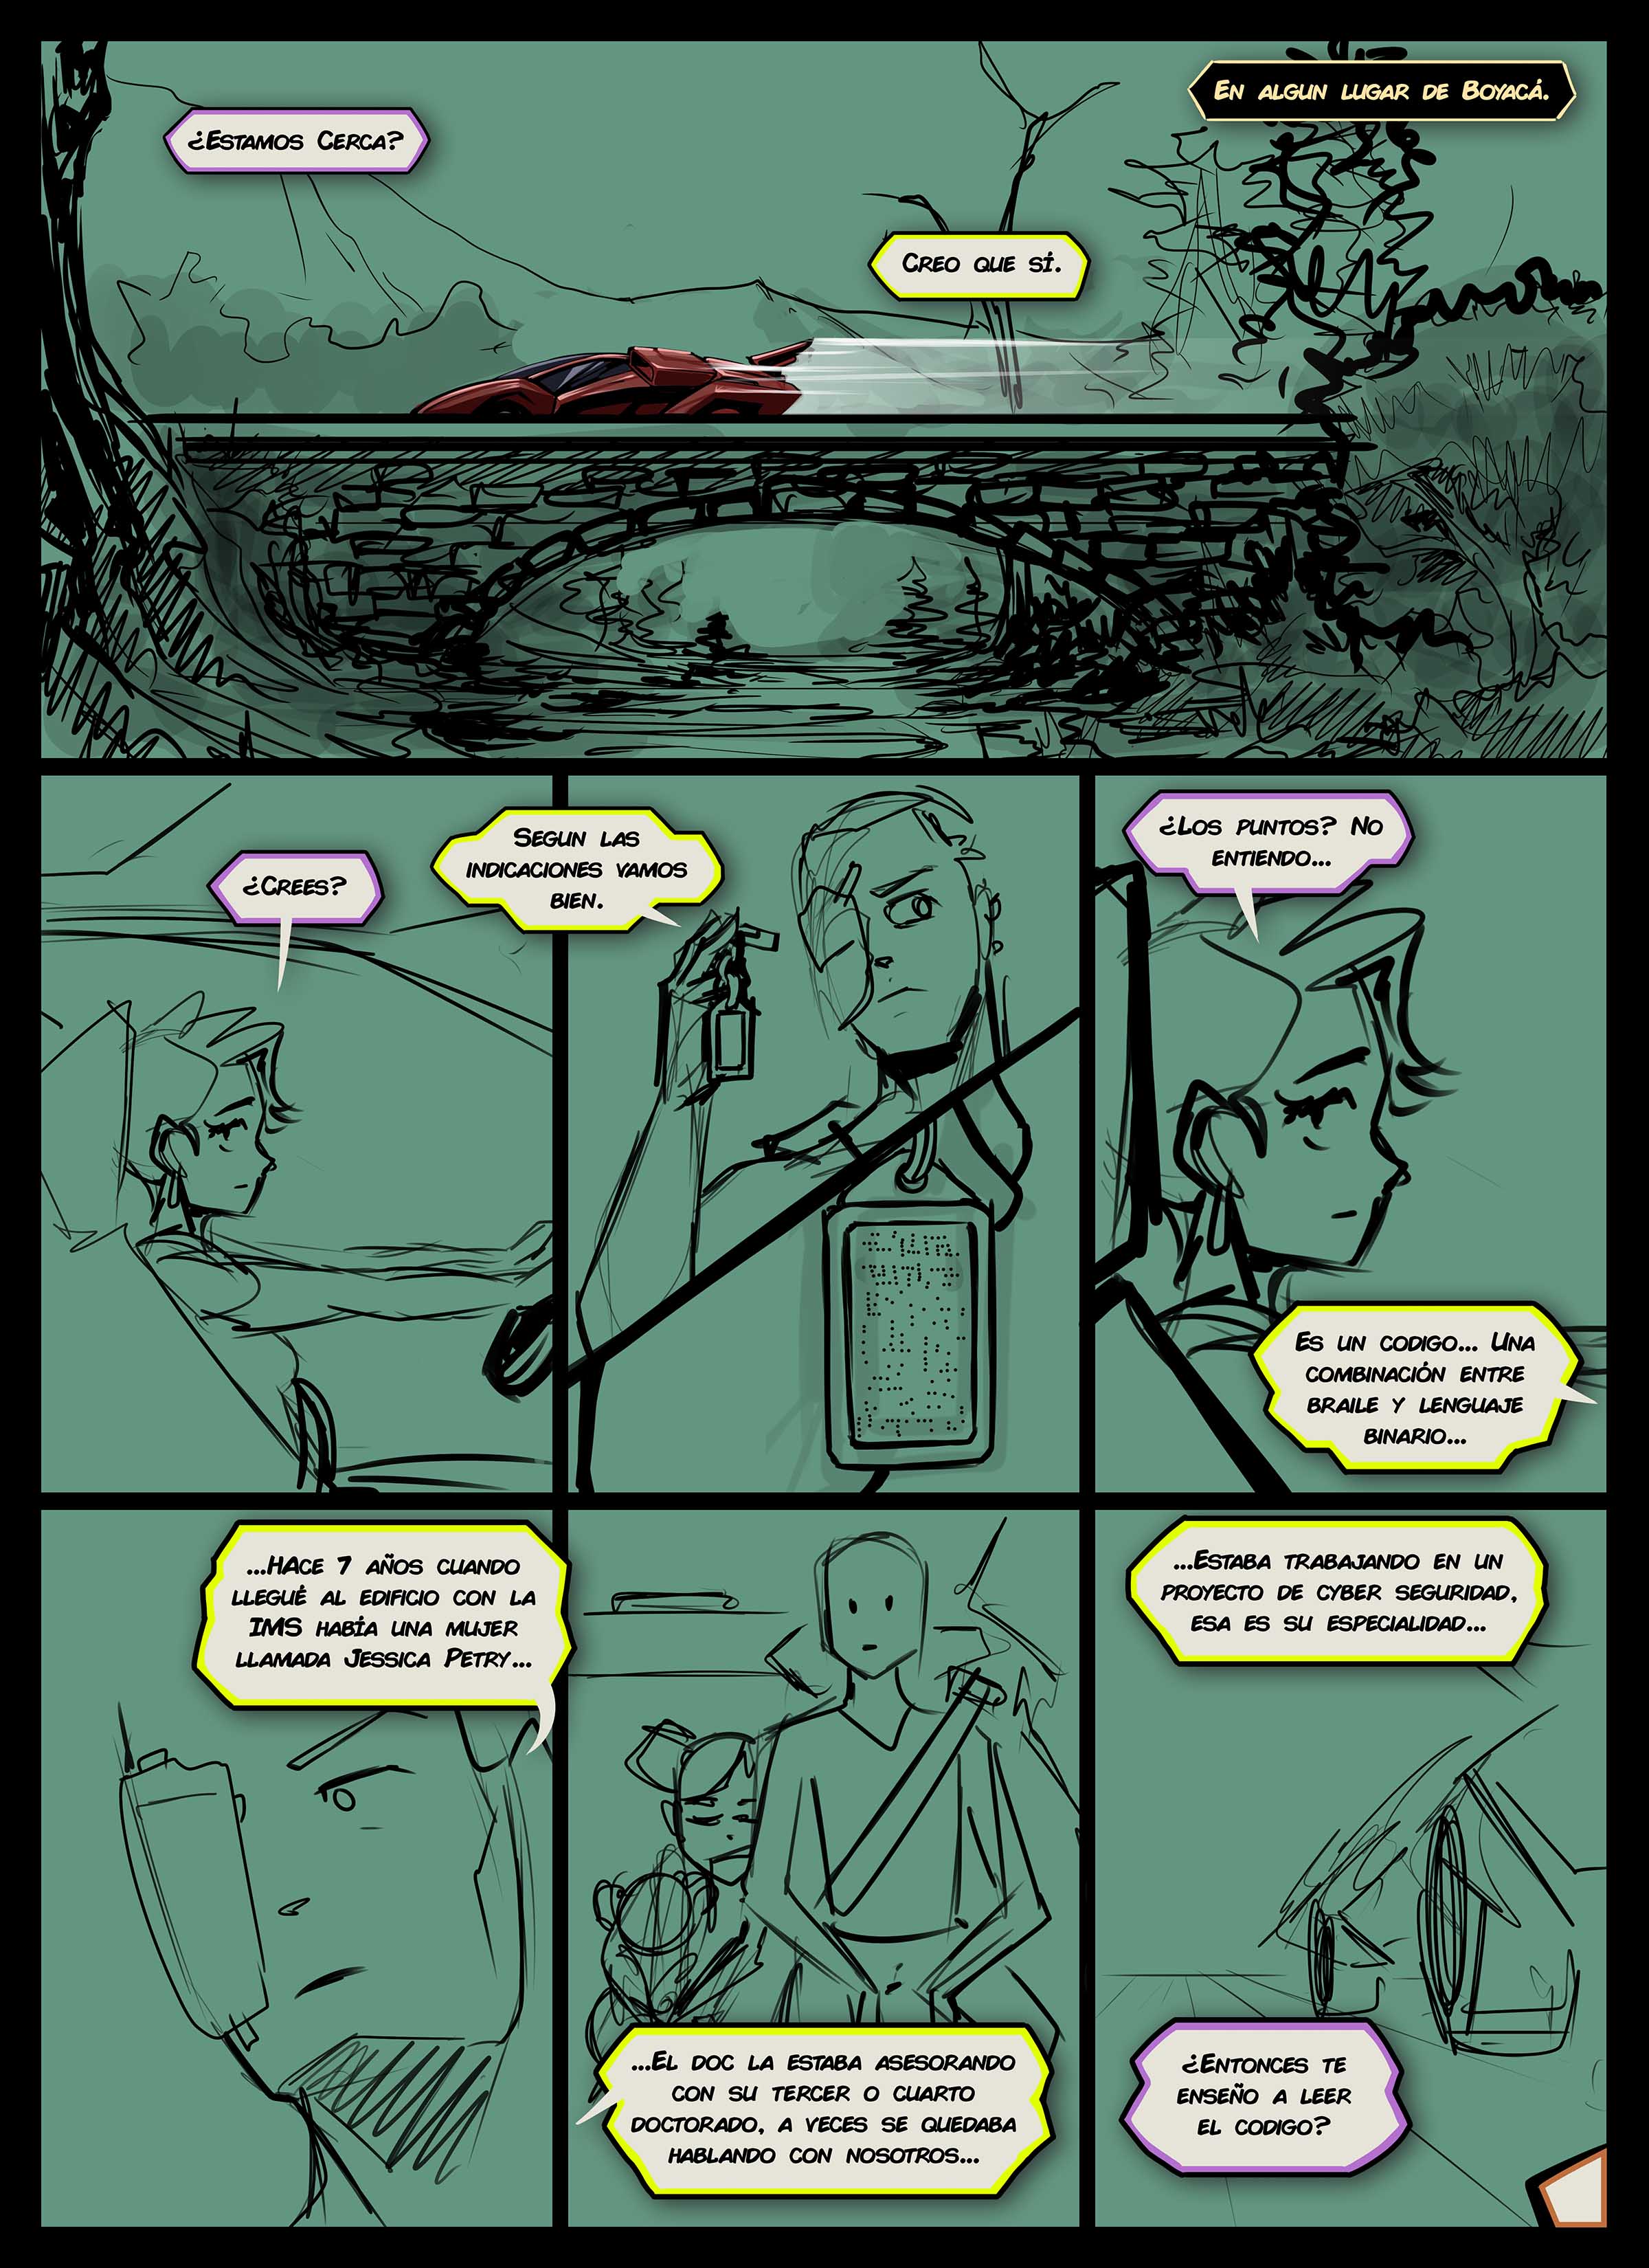 En algun lugar de Boyacá.
¿Estamos Cerca?
Creo que sí.
¿Crees?
Segun las
indicaciones vamos
bien.
¿Los puntos? No
entiendo...
Es un codigo... Una
combinación entre
braile y lenguaje
binario...
...Hace 7 años cuando
llegué al edificio con la
IMS había una mujer
llamada Jessica Petry...
...El doc la estaba asesorando
con su tercer o cuarto
doctorado, a veces se quedaba
hablando con nosotros...
...Estaba trabajando en un
proyecto de cyber seguridad,
esa es su especialidad...
¿Entonces te
enseño a leer
el codigo?